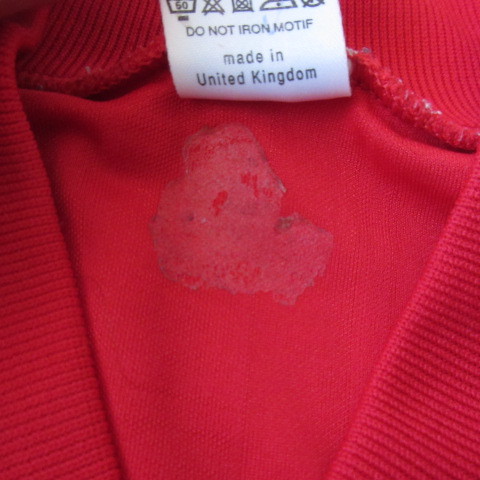 50
DO NOT IRON MOTIF
made in
United Kingdom